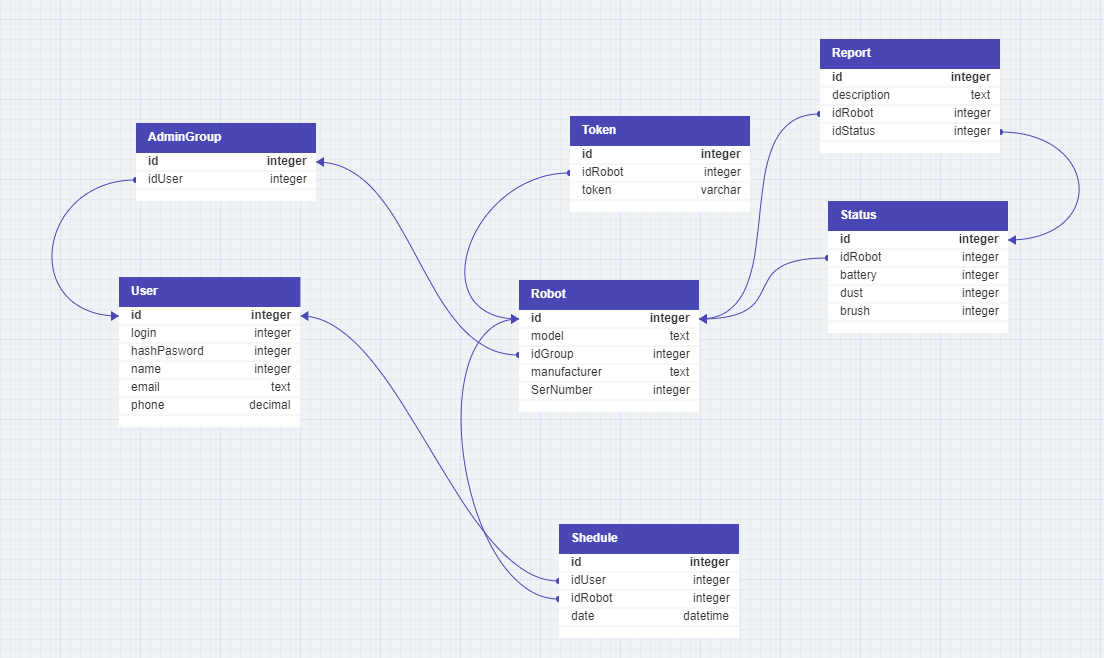 Report
id integer
description text
idRobot integer
idStatus integer
AdminGroup
id integer
idUser integer
Token
id integer
idRobot integer
token varchar
Status
id integer
idRobot integer
battery integer
dust integer
brush integer
User
id integer
login integer
hashPasword integer
name integer
email text
phone decimal
Robot
id integer
model text
idGroup integer
manufacturer text
SerNumber integer
Shedule
id integer
idUser integer
idRobot integer
date datetime